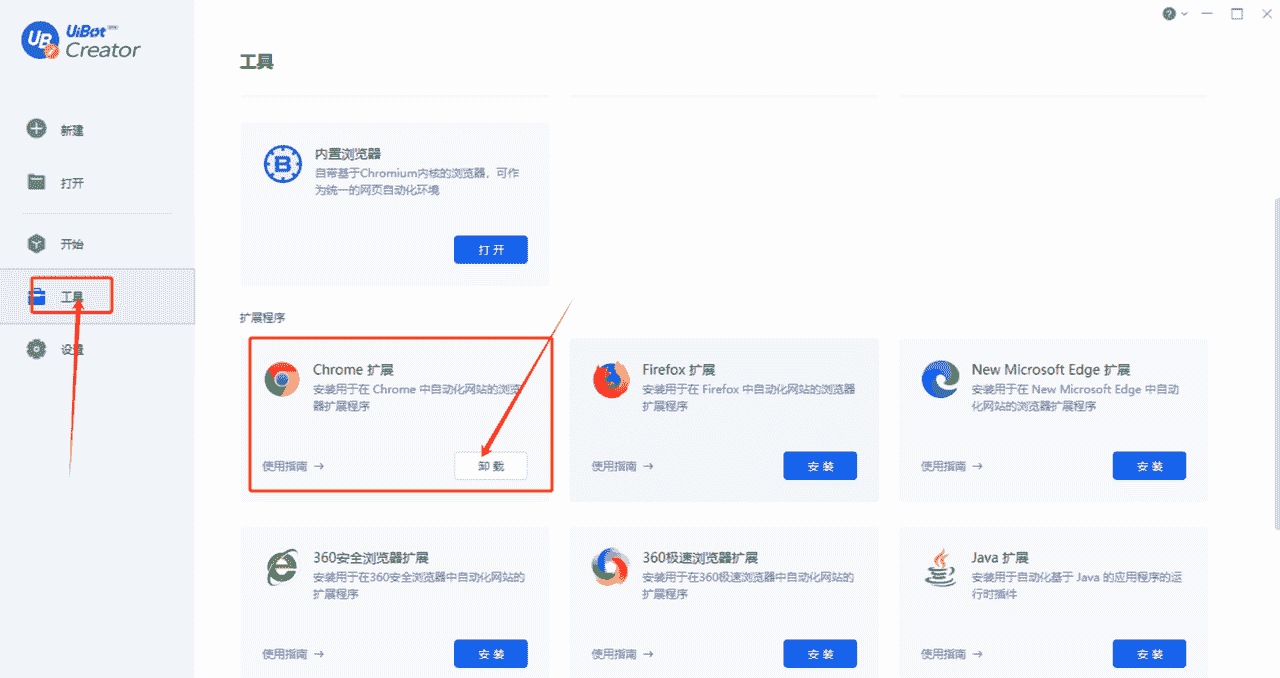 UB
UiBot
Creator
工具
新建
打开
开始
工具
设置
B
内置浏览器
自带基于Chromium内核的浏览器，可作
为统一的网页自动化环境
打开
扩展程序
Chrome 扩展
安装用于在 Chrome 中自动化网站的浏览
器扩展程序
使用指南 →
卸载
Firefox 扩展
安装用于在 Firefox 中自动化网站的浏览器
扩展程序
使用指南 →
安装
New Microsoft Edge 扩展
安装用于在 New Microsoft Edge 中自动
化网站的浏览器扩展程序
使用指南 →
安装
360安全浏览器扩展
安装用于在360安全浏览器中自动化网站的
扩展程序
使用指南 →
安装
360极速浏览器扩展
安装用于在360极速浏览器中自动化网站的
扩展程序
使用指南 →
安装
Java 扩展
安装用于自动化基于 Java 的应用程序的运
行时插件
使用指南 →
安装